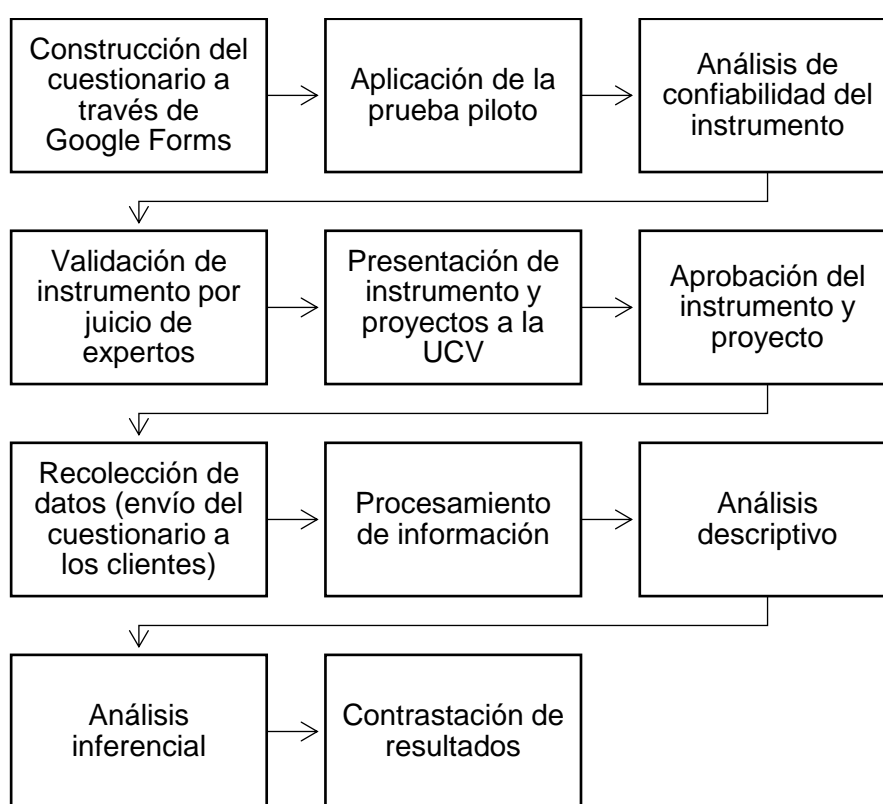 Construcción del
cuestionario a
través de
Google Forms
Aplicación de la
prueba piloto
Análisis de
confiabilidad del
instrumento
Validación de
instrumento por
juicio de
expertos
Presentación de
instrumento y
proyectos a la
UCV
Aprobación del
instrumento y
proyecto
Recolección de
datos (envío del
cuestionario a
los clientes)
Procesamiento
de información
Análisis
descriptivo
Análisis
inferencial
Contrastación de
resultados